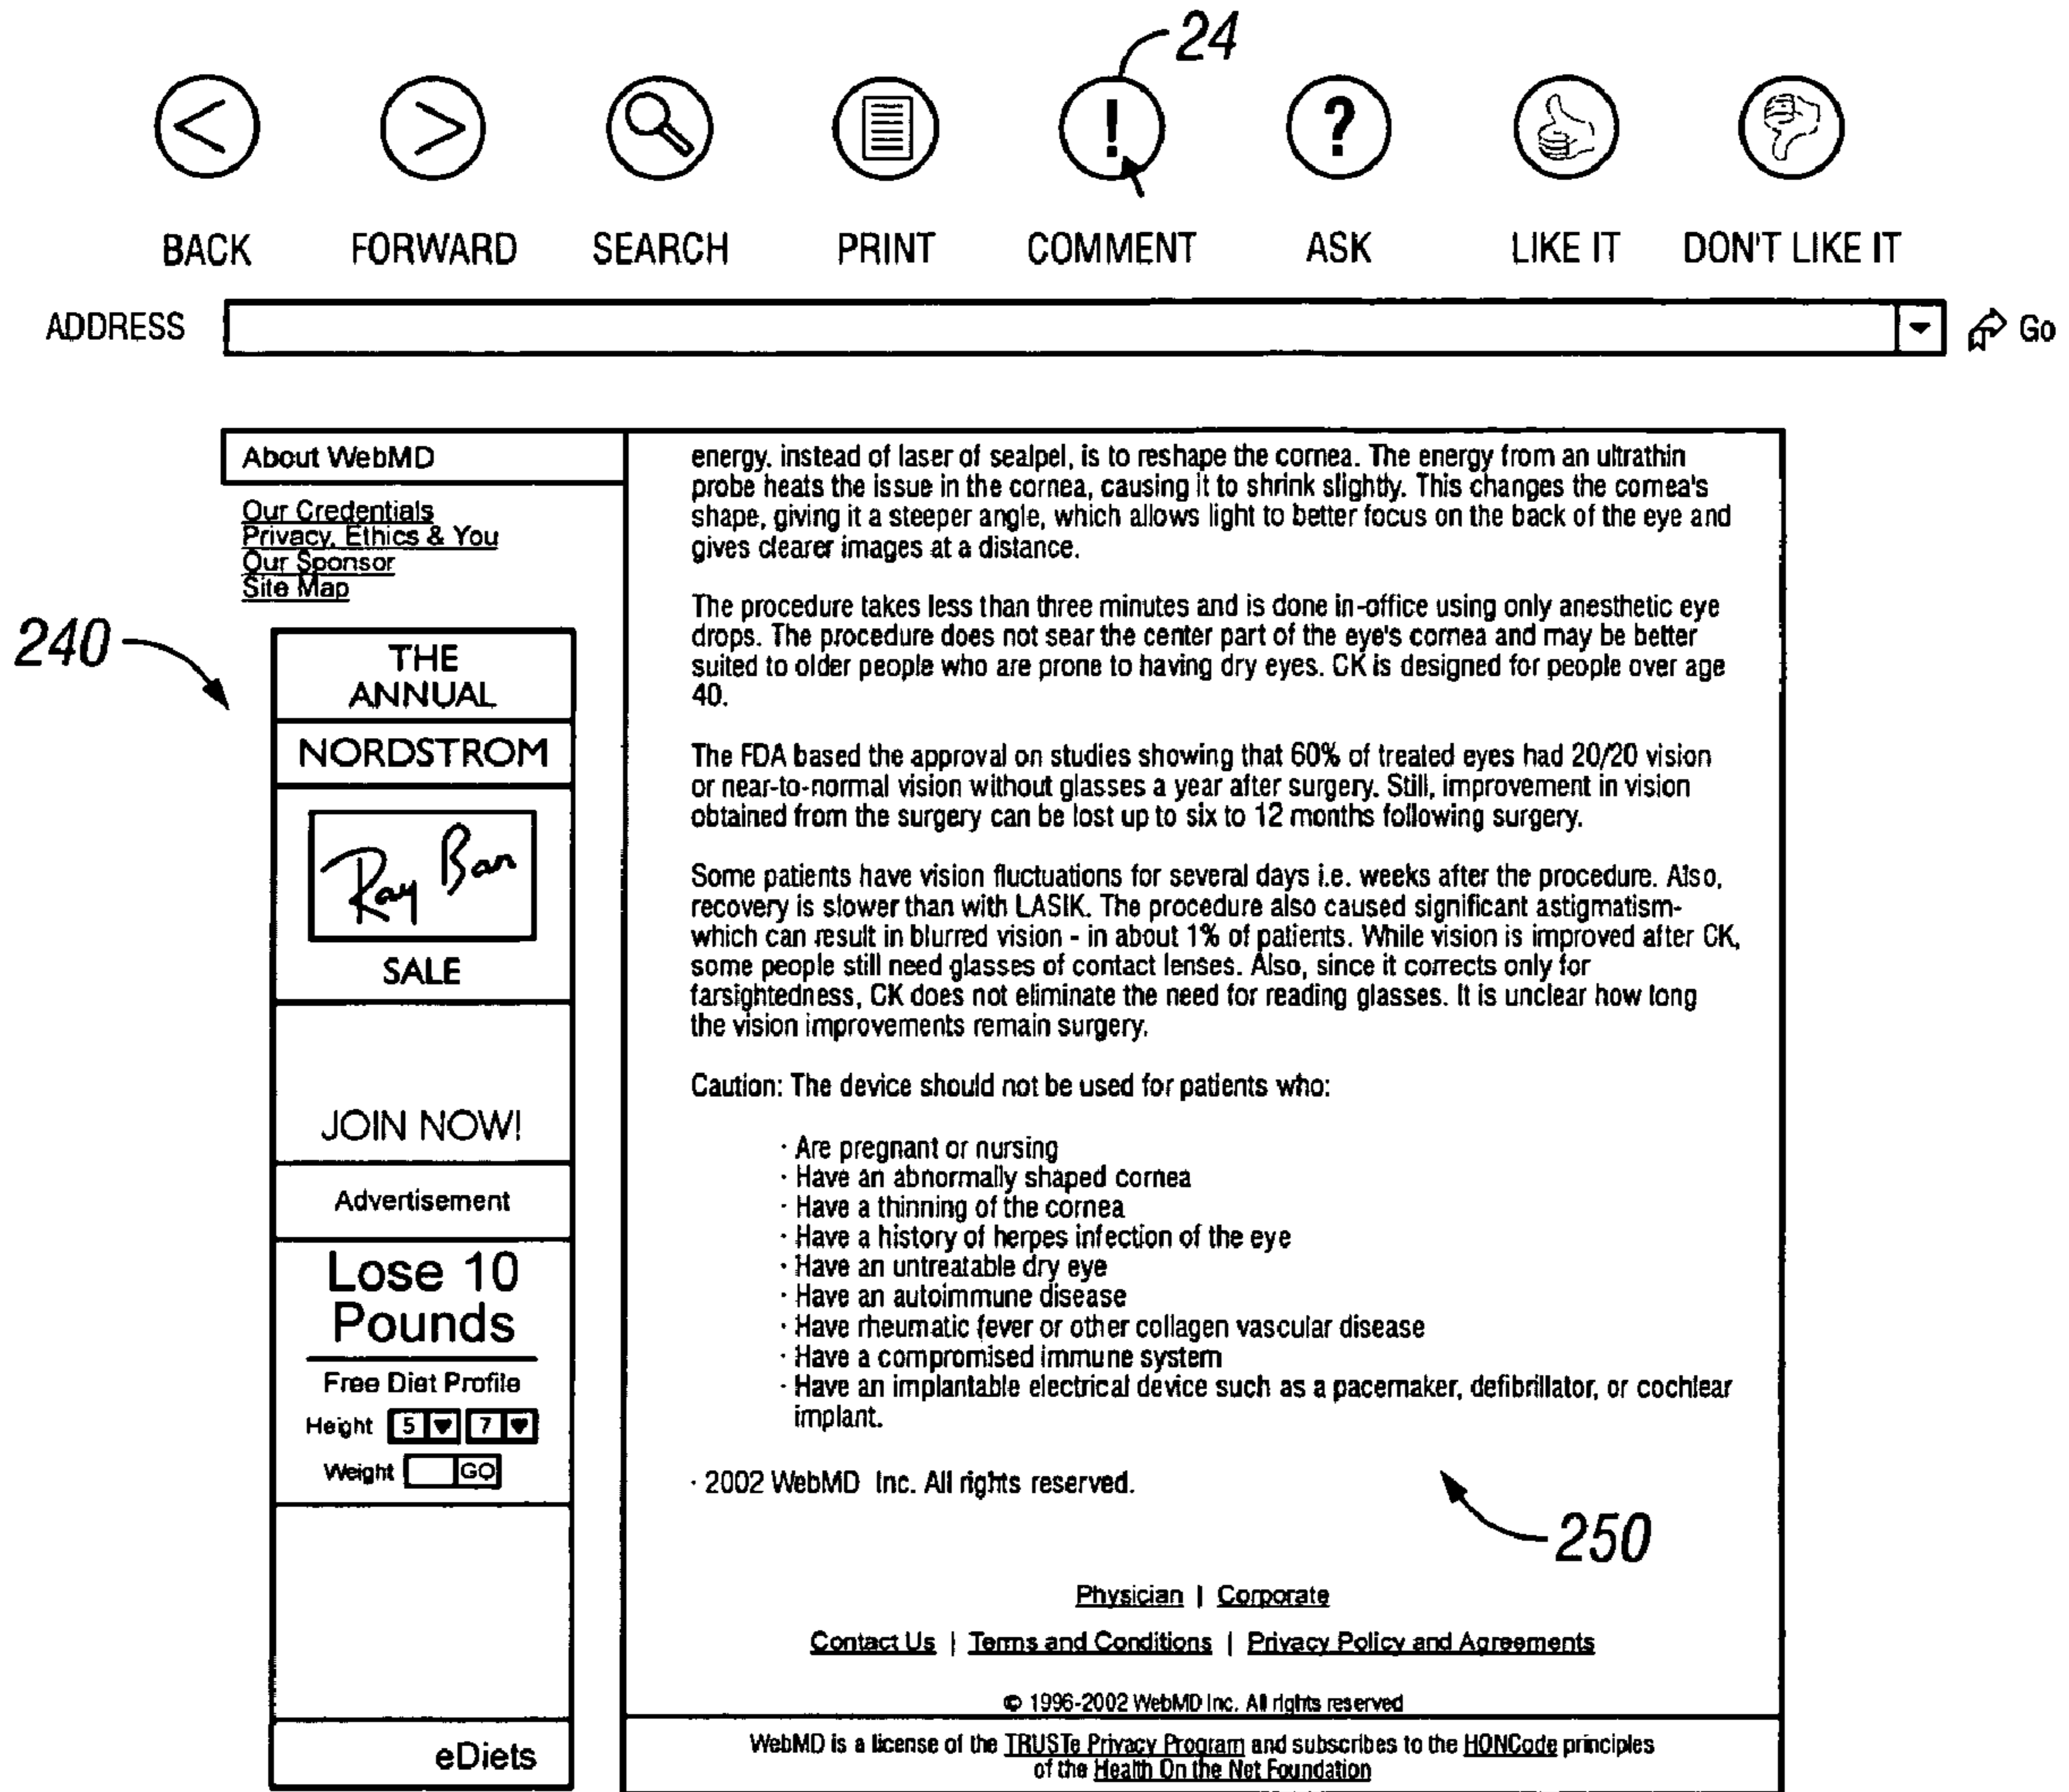 24
BACK FORWARD SEARCH PRINT COMMENT ASK LIKE IT DON'T LIKE IT
ADDRESS Go
About WebMD
Our Credentials
Privacy, Ethics & You
Our Sponsor
Site Map
240
THE
ANNUAL
NORDSTROM
Ray Ban
SALE
JOIN NOW!
Advertisement
Lose 10
Pounds
Free Diet Profile
Height 5 7
Weight GO
eDiets
energy, instead of laser of sealpel, is to reshape the cornea. The energy from an ultrathin
probe heats the issue in the cornea, causing it to shrink slightly. This changes the cornea's
shape, giving it a steeper angle, which allows light to better focus on the back of the eye and
gives clearer images at a distance.
The procedure takes less than three minutes and is done in-office using only anesthetic eye
drops. The procedure does not sear the center part of the eye's cornea and may be better
suited to older people who are prone to having dry eyes. CK is designed for people over age
40.
The FDA based the approval on studies showing that 60% of treated eyes had 20/20 vision
or near-to-normal vision without glasses a year after surgery. Still, improvement in vision
obtained from the surgery can be lost up to six to 12 months following surgery.
Some patients have vision fluctuations for several days i.e. weeks after the procedure. Also,
recovery is slower than with LASIK. The procedure also caused significant astigmatism-
which can result in blurred vision - in about 1% of patients. While vision is improved after CK,
some people still need glasses of contact lenses. Also, since it corrects only for
farsightedness, CK does not eliminate the need for reading glasses. It is unclear how long
the vision improvements remain surgery.
Caution: The device should not be used for patients who:
· Are pregnant or nursing
· Have an abnormally shaped cornea
· Have a thinning of the cornea
· Have a history of herpes infection of the eye
· Have an untreatable dry eye
· Have an autoimmune disease
· Have rheumatic fever or other collagen vascular disease
· Have a compromised immune system
· Have an implantable electrical device such as a pacemaker, defibrillator, or cochlear
implant.
· 2002 WebMD Inc. All rights reserved.
250
Physician | Corporate
Contact Us | Terms and Conditions | Privacy Policy and Agreements
© 1996-2002 WebMD Inc. All rights reserved
WebMD is a license of the TRUSTe Privacy Program and subscribes to the HONCode principles
of the Health On the Net Foundation